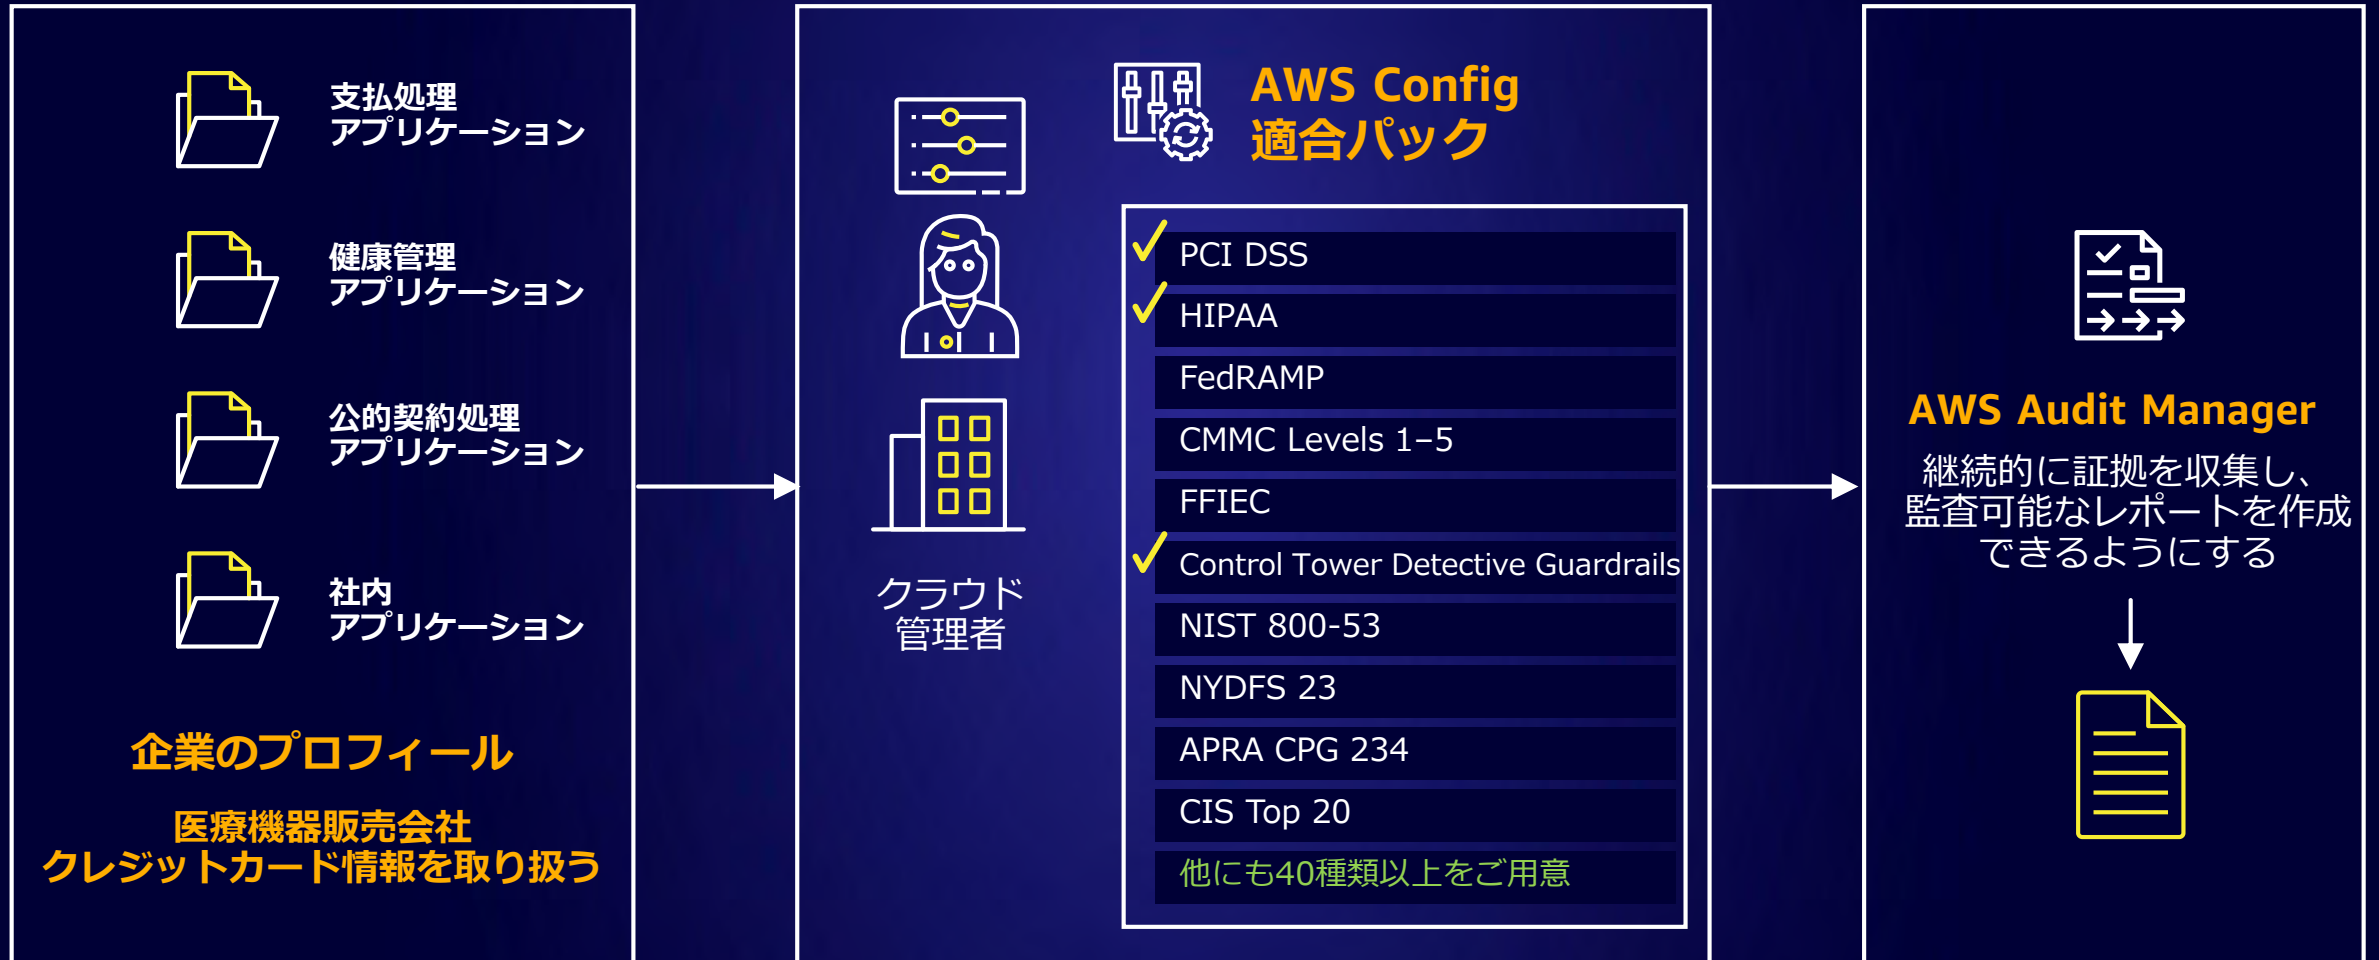 支払処理
アプリケーション
健康管理
アプリケーション
公的契約処理
アプリケーション
社内
アプリケーション
企業のプロフィール
医療機器販売会社
クレジットカード情報を取り扱う
クラウド
管理者
AWS Config
適合パック
PCI DSS
HIPAA
FedRAMP
CMMC Levels 1–5
FFIEC
Control Tower Detective Guardrails
NIST 800-53
NYDFS 23
APRA CPG 234
CIS Top 20
他にも40種類以上をご用意
AWS Audit Manager
継続的に証拠を収集し、
監査可能なレポートを作成
できるようにする